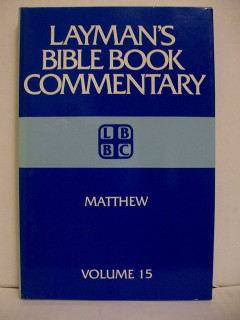 LAYMAN'S
BIBLE BOOK
COMMENTARY
L B
B C
MATTHEW
VOLUME 15